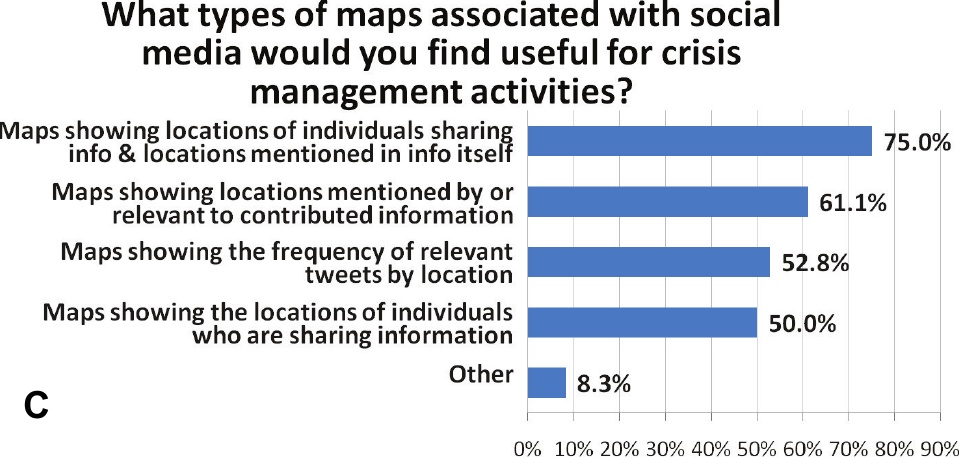 What types of maps associated with social
media would you find useful for crisis
management activities?
Maps showing locations of individuals sharing
info & locations mentioned in info itself
75.0%
Maps showing locations mentioned by or
relevant to contributed information
61.1%
Maps showing the frequency of relevant
tweets by location
52.8%
Maps showing the locations of individuals
who are sharing information
50.0%
Other
8.3%
C
0% 10% 20% 30% 40% 50% 60% 70% 80% 90%